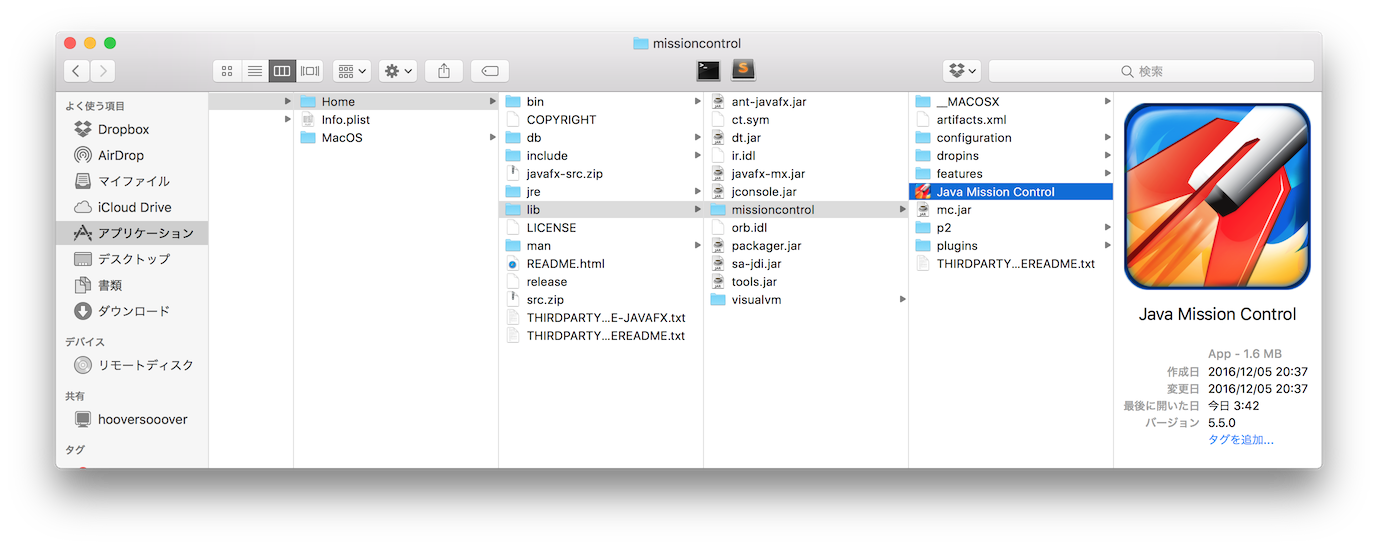 missioncontrol
検索
よく使う項目
Dropbox
AirDrop
マイファイル
iCloud Drive
アプリケーション
デスクトップ
書類
ダウンロード
デバイス
リモートディスク
共有
hooversooover
タグ
Home
Info.plist
MacOS
bin
COPYRIGHT
db
include
javafx-src.zip
jre
lib
LICENSE
man
README.html
release
src.zip
THIRDPARTY...E-JAVAFX.txt
THIRDPARTY...EREADME.txt
ant-javafx.jar
ct.sym
dt.jar
ir.idl
javafx-mx.jar
jconsole.jar
missioncontrol
orb.idl
packager.jar
sa-jdi.jar
tools.jar
visualvm
__MACOSX
artifacts.xml
configuration
dropins
features
Java Mission Control
mc.jar
p2
plugins
THIRDPARTY...EREADME.txt
Java Mission Control
App - 1.6 MB
作成日 2016/12/05 20:37
変更日 2016/12/05 20:37
最後に開いた日 今日 3:42
バージョン 5.5.0
タグを追加...